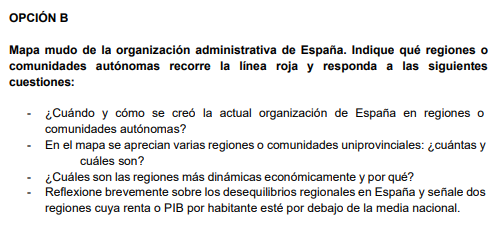 OPCIÓN B
Mapa mudo de la organización administrativa de España. Indique qué regiones o
comunidades autónomas recorre la línea roja y responda a las siguientes
cuestiones:
- ¿Cuándo y cómo se creó la actual organización de España en regiones o
comunidades autónomas?
- En el mapa se aprecian varias regiones o comunidades uniprovinciales: ¿cuántas y
cuáles son?
- ¿Cuáles son las regiones más dinámicas económicamente y por qué?
- Reflexione brevemente sobre los desequilibrios regionales en España y señale dos
regiones cuya renta o PIB por habitante esté por debajo de la media nacional.